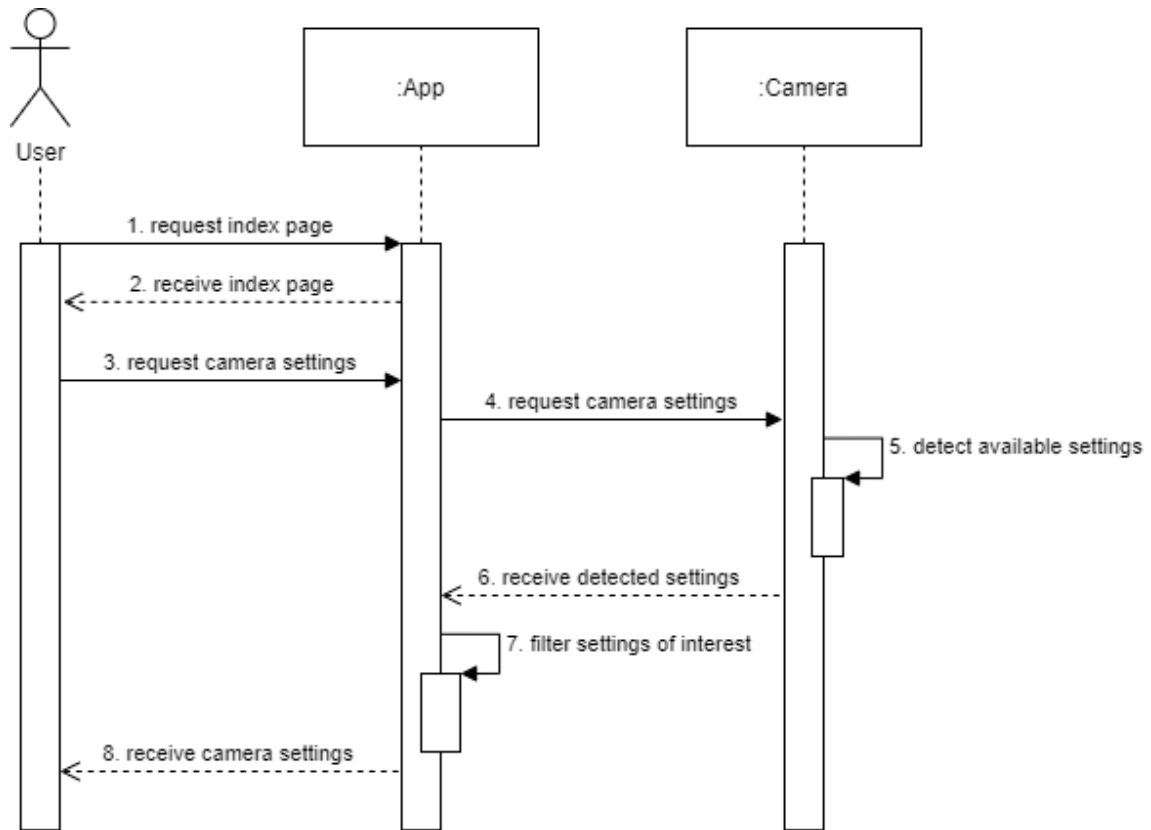 :App
:Camera
User
1. request index page
2. receive index page
3. request camera settings
4. request camera settings
5. detect available settings
6. receive detected settings
7. filter settings of interest
8. receive camera settings